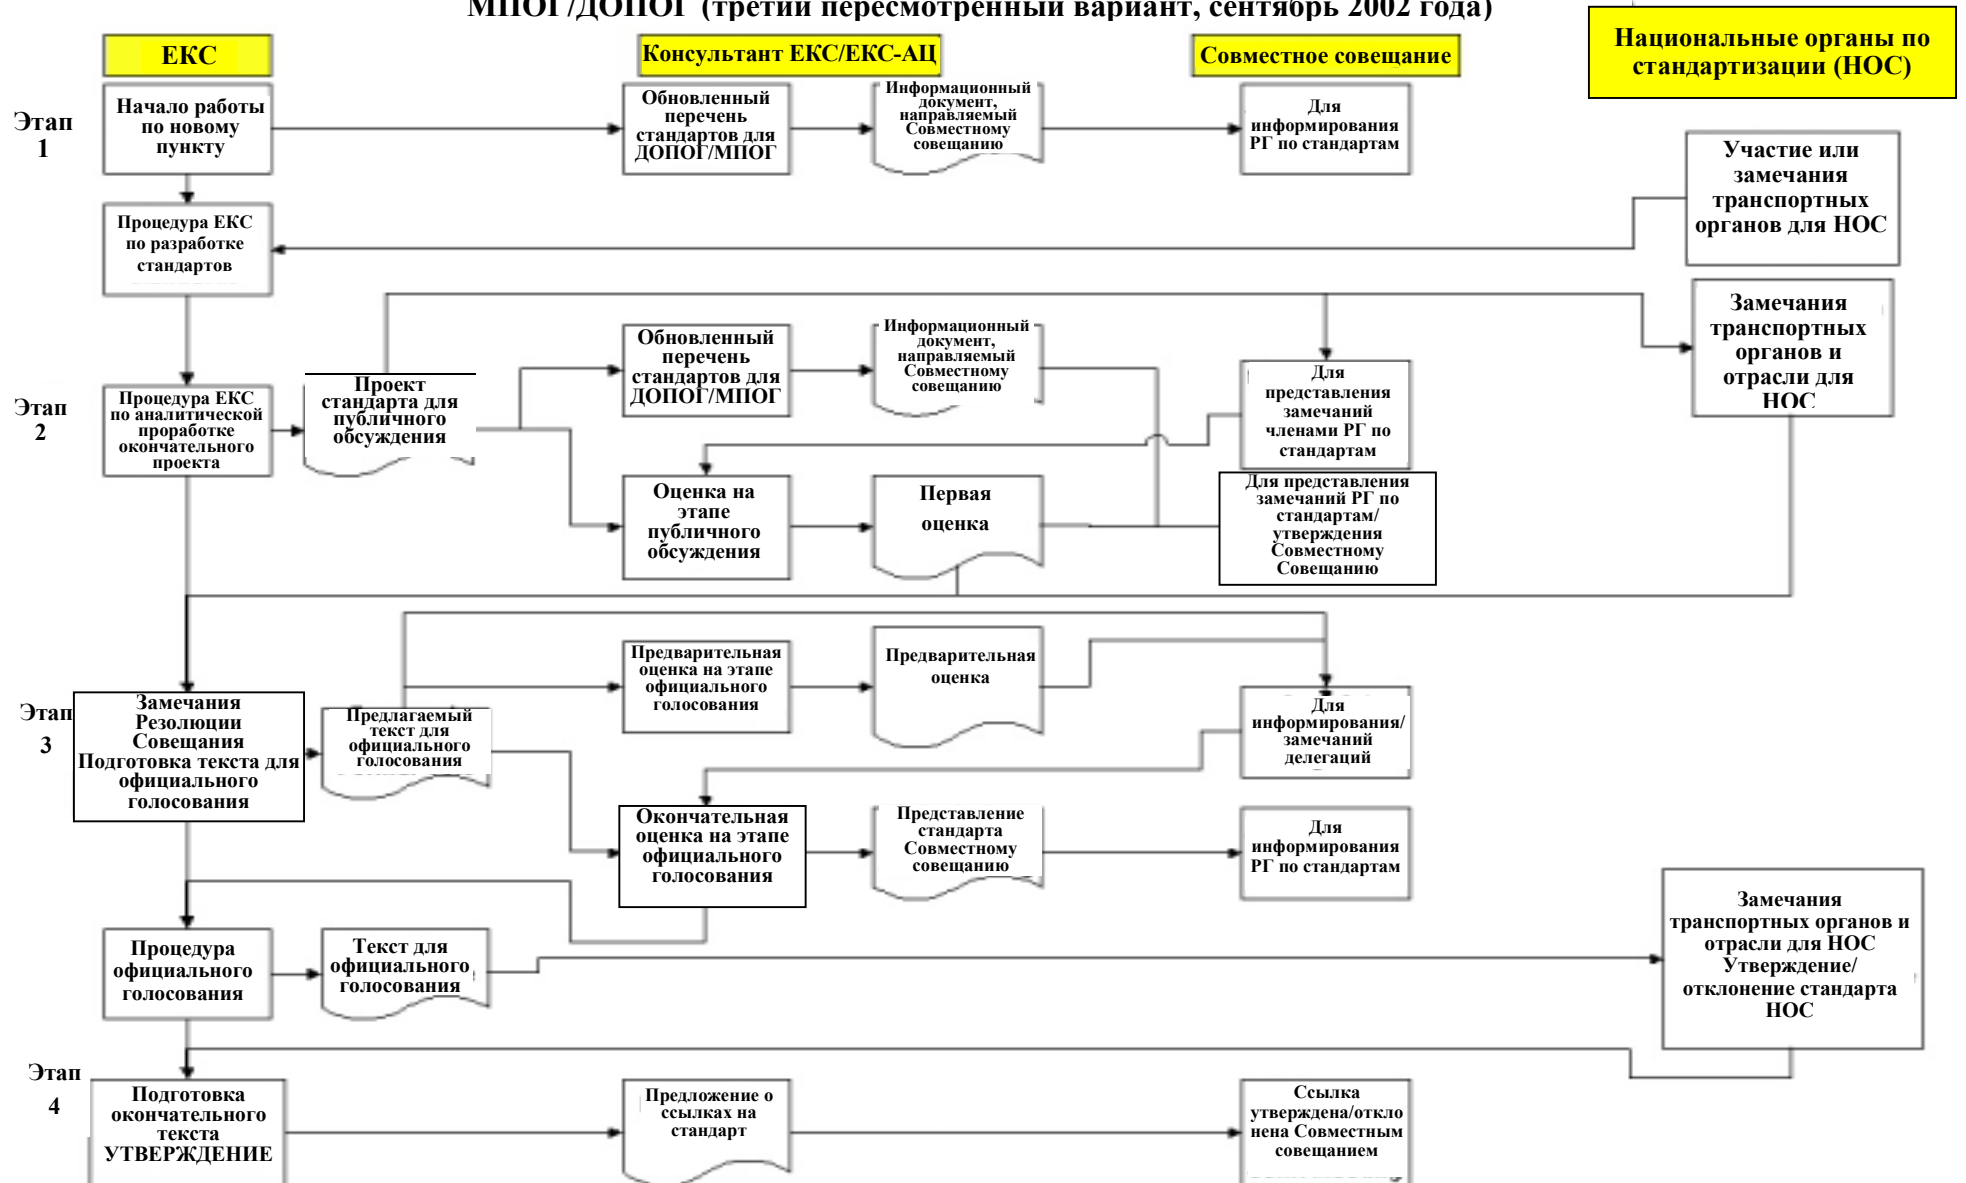 МПОГ/ДОПОГ (третий пересмотренный вариант, сентябрь 2002 года)
ЕКС
Консультант ЕКС/ЕКС-АЦ
Совместное совещание
Национальные органы по
стандартизации (НОС)
Этап
1
Начало работы
по новому
пункту
Обновленный
перечень
стандартов для
ДОПОГ/МПОГ
Информационный
документ,
направляемый
Совместному
совещанию
Для
информирования
РГ по стандартам
Участие или
замечания
транспортных
органов для НОС
Процедура ЕКС
по разработке
стандартов
Замечания
транспортных
органов и
отрасли для
НОС
Этап
2
Процедура ЕКС
по аналитической
проработке
окончательного
проекта
Проект
стандарта для
публичного
обсуждения
Обновленный
перечень
стандартов для
ДОПОГ/МПОГ
Информационный
документ,
направляемый
Совместному
совещанию
Для
представления
замечаний
членами РГ по
стандартам
Оценка на
этапе
публичного
обсуждения
Первая
оценка
Для представления
замечаний РГ по
стандартам/
утверждения
Совместному
Совещанию
Этап
3
Замечания
Резолюции
Совещания
Подготовка текста для
официального
голосования
Предлагаемый
текст для
официального
голосования
Предварительная
оценка на этапе
официального
голосования
Предварительная
оценка
Для
информирования/
замечаний
делегаций
Окончательная
оценка на этапе
официального
голосования
Представление
стандарта
Совместному
совещанию
Для
информирования
РГ по стандартам
Процедура
официального
голосования
Текст для
официального
голосования
Замечания
транспортных органов и
отрасли для НОС
Утверждение/
отклонение стандарта
НОС
Этап
4
Подготовка
окончательного
текста
УТВЕРЖДЕНИЕ
Предложение о
ссылках на
стандарт
Ссылка
утверждена/откло
нена Совместным
совещанием